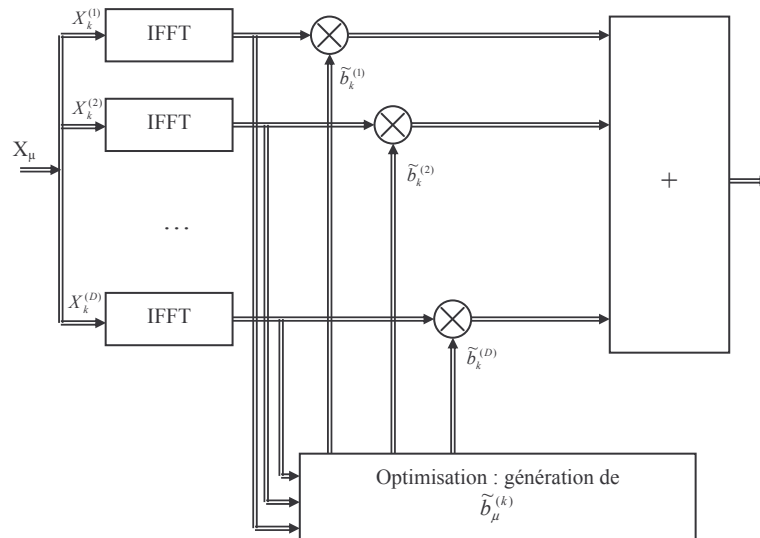 X_k^(1)
IFFT
b̃_k^(1)
X_k^(2)
IFFT
X_μ
b̃_k^(2)
+
...
X_k^(D)
IFFT
b̃_k^(D)
Optimisation : génération de
b̃_μ^(k)